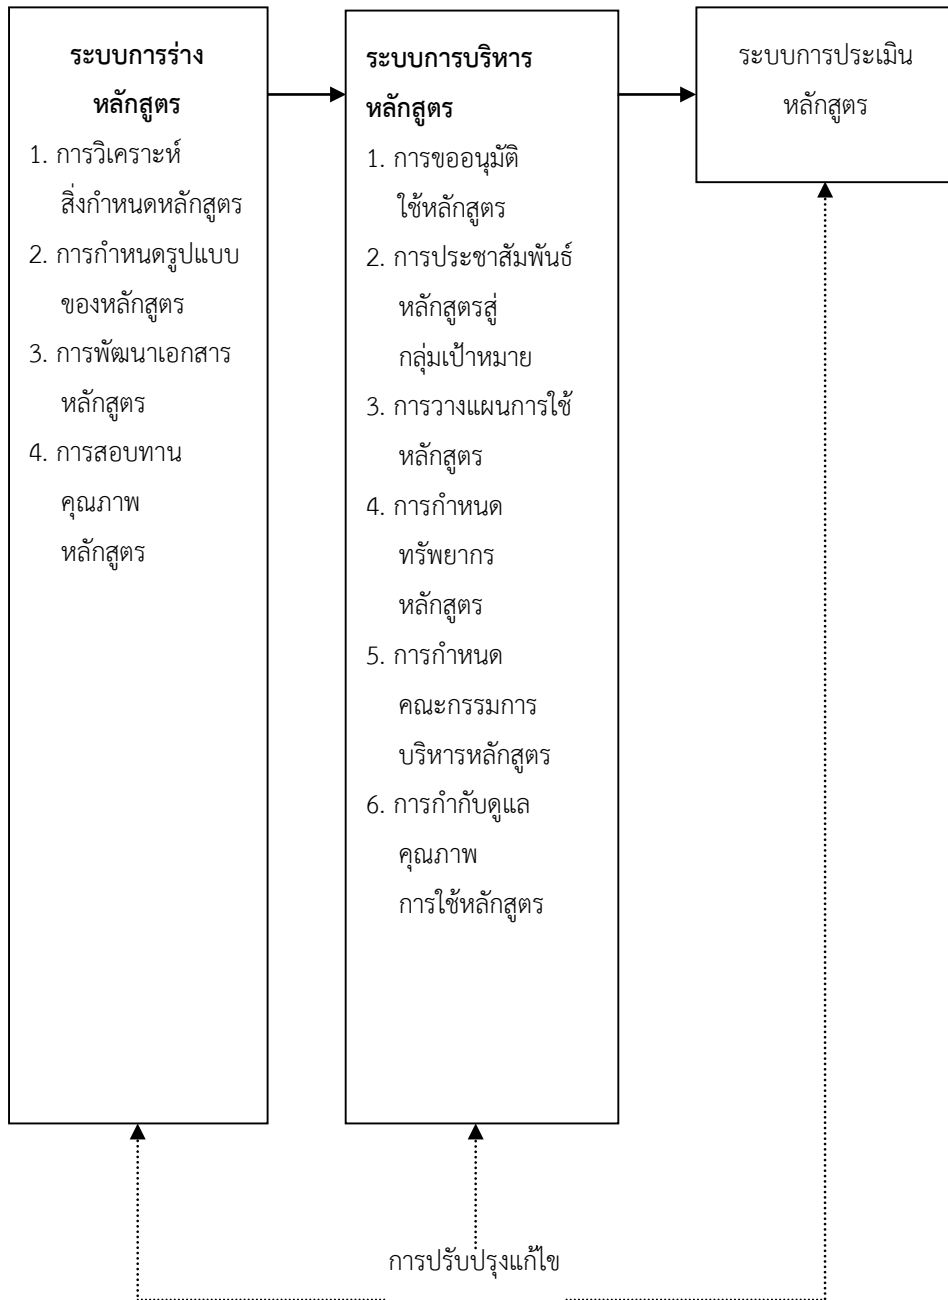 ระบบการร่าง
หลักสูตร
1. การวิเคราะห์
สิ่งกำหนดหลักสูตร
2. การกำหนดรูปแบบ
ของหลักสูตร
3. การพัฒนาเอกสาร
หลักสูตร
4. การสอบทาน
คุณภาพ
หลักสูตร
ระบบการบริหาร
หลักสูตร
1. การขออนุมัติ
ใช้หลักสูตร
2. การประชาสัมพันธ์
หลักสูตรสู่
กลุ่มเป้าหมาย
3. การวางแผนการใช้
หลักสูตร
4. การกำหนด
ทรัพยากร
หลักสูตร
5. การกำหนด
คณะกรรมการ
บริหารหลักสูตร
6. การกำกับดูแล
คุณภาพ
การใช้หลักสูตร
ระบบการประเมิน
หลักสูตร
การปรับปรุงแก้ไข